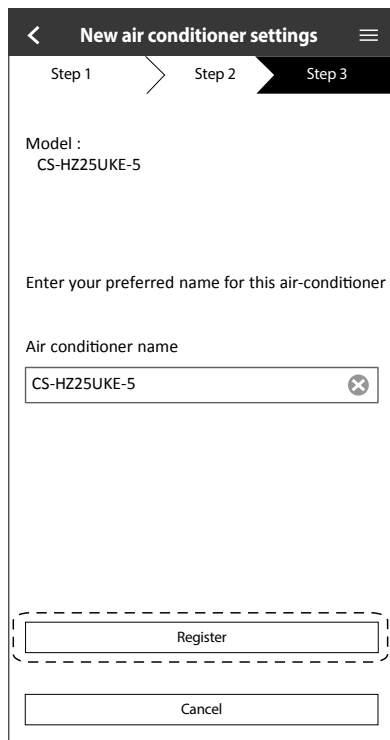 New air conditioner settings
Step 1
Step 2
Step 3
Model :
CS-HZ25UKE-5
Enter your preferred name for this air-conditioner
Air conditioner name
CS-HZ25UKE-5
Register
Cancel